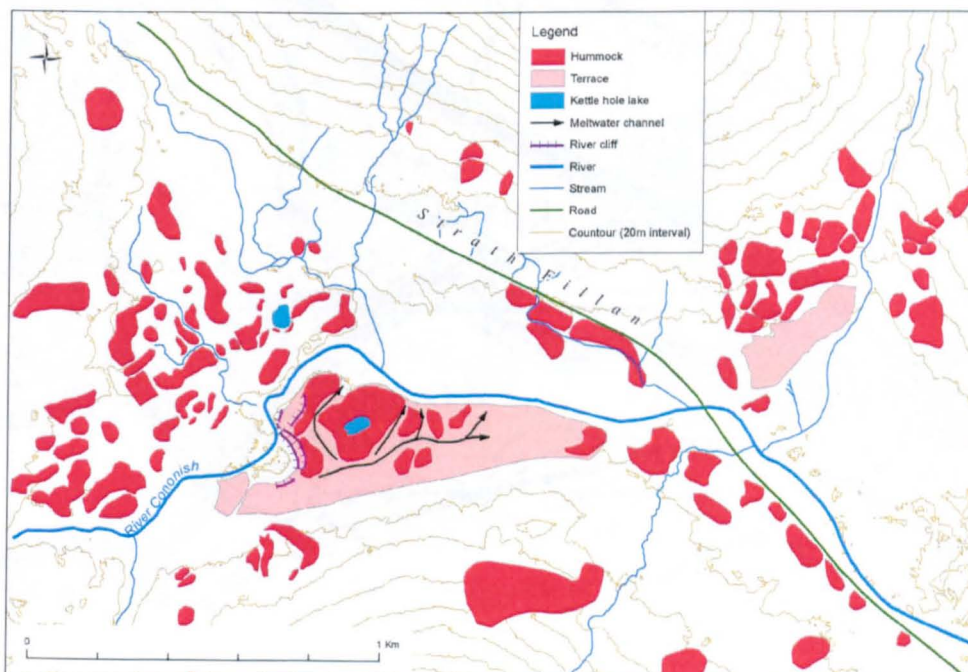 Legend
Hummock
Terrace
Kettle hole lake
Meltwater channel
River cliff
River
Stream
Road
Countour (20m interval)
Strath Fillan
River Cononish
0
1 Km